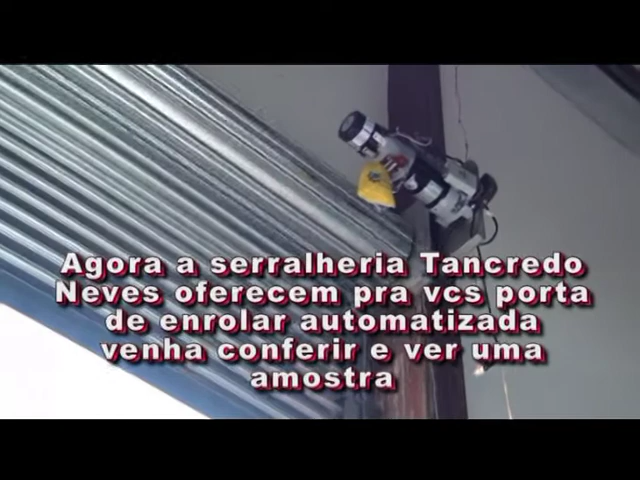 Agora a serralheria Tancredo
Neves oferecem pra vcs porta
de enrolar automatizada
venha conferir e ver uma
amostra